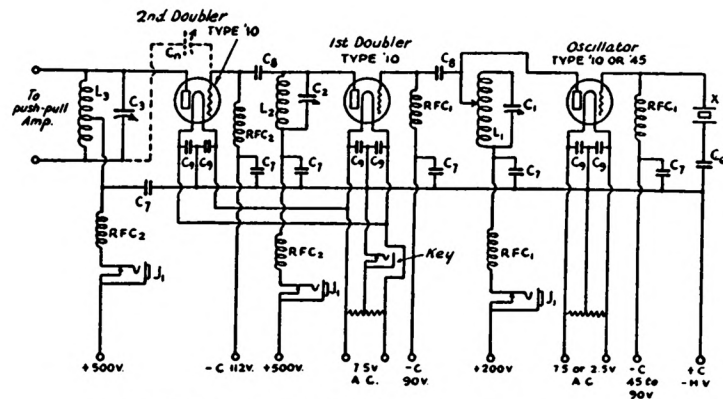 2nd Doubler
TYPE '10
Cn
1st Doubler
TYPE '10
Oscillator
TYPE '10 OR '45
To
push-pull
Amp.
L3
C3
C8
L2
C2
C8
RFC1
L1
C1
RFC1
X
RFC2
C9 C9
C9 C9
C9 C9
C7
C7
C7
C7
C7
C7
RFC2
RFC2
RFC1
Key
J1
J1
J1
+500V.
-C 112V.
+500V.
7.5V
A C.
-C
90V.
+200V.
7.5 or 2.5V.
A C
-C
45 to
90V
+C
-HV